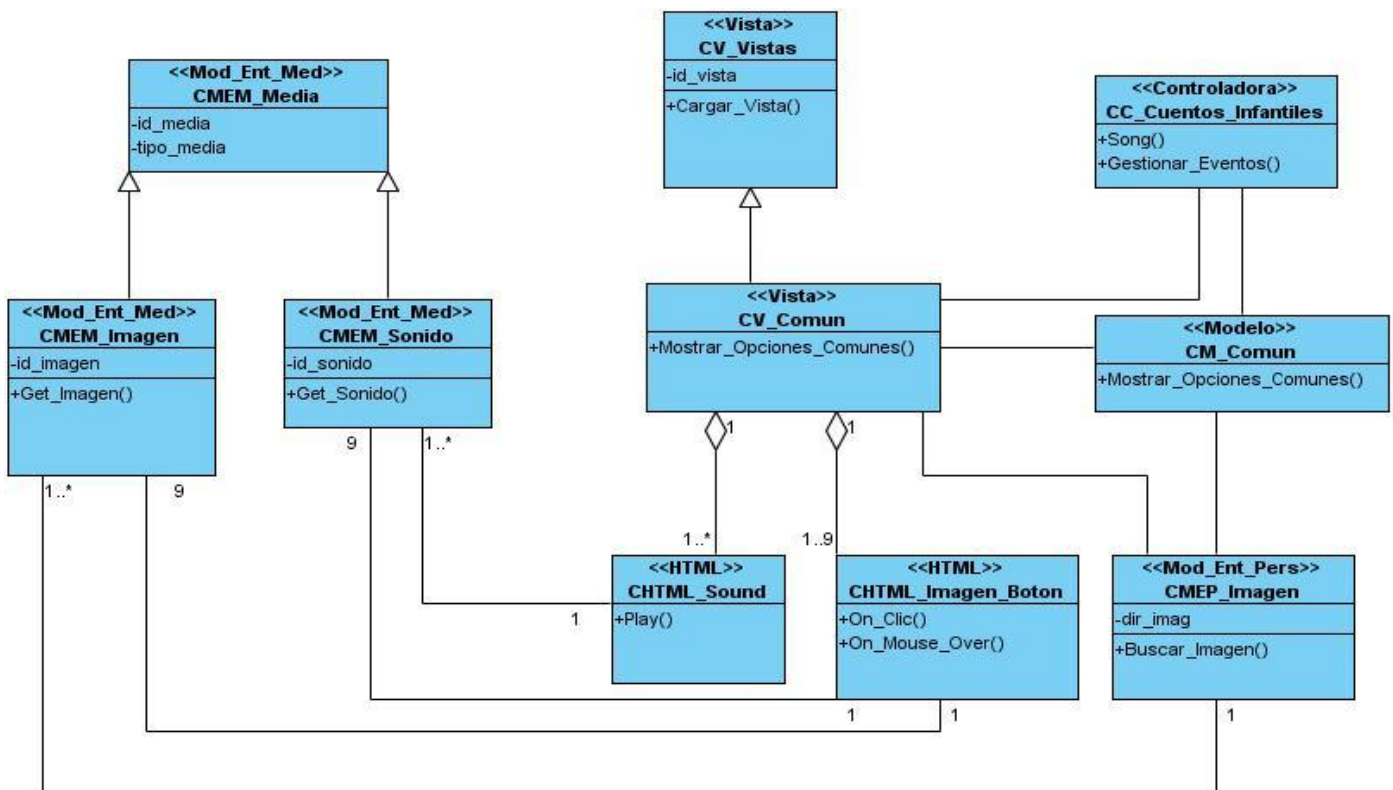 <<Vista>>
CV_Vistas
-id_vista
+Cargar_Vista()
<<Mod_Ent_Med>>
CMEM_Media
-id_media
-tipo_media
<<Controladora>>
CC_Cuentos_Infantiles
+Song()
+Gestionar_Eventos()
<<Mod_Ent_Med>>
CMEM_Imagen
-id_imagen
+Get_Imagen()
<<Mod_Ent_Med>>
CMEM_Sonido
-id_sonido
+Get_Sonido()
<<Vista>>
CV_Comun
+Mostrar_Opciones_Comunes()
<<Modelo>>
CM_Comun
+Mostrar_Opciones_Comunes()
1..*
9
9
1..*
1
1
1..*
1..9
<<HTML>>
CHTML_Sound
+Play()
<<HTML>>
CHTML_Imagen_Boton
+On_Clic()
+On_Mouse_Over()
<<Mod_Ent_Pers>>
CMEP_Imagen
-dir_imag
+Buscar_Imagen()
1
1
1
1